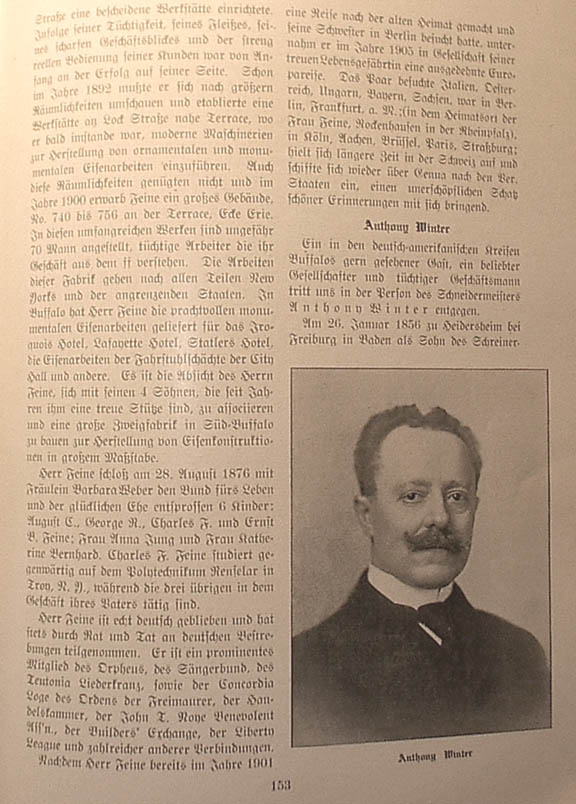 Straße eine bescheidene Werkstätte einrichtete.
Infolge seiner Tüchtigkeit, seines Fleißes, sei-
nes scharfen Geschäftsblickes und der streng
reellen Bedienung seiner Kunden war von An-
fang an der Erfolg auf seiner Seite. Schon
im Jahre 1892 mußte er sich nach größern
Räumlichkeiten umschauen und etablierte eine
Werkstätte an Lock Straße nahe Terrace, wo
er bald imstande war, moderne Maschinerien
zur Herstellung von ornamentalen und monu-
mentalen Eisenarbeiten einzuführen. Auch
diese Räumlichkeiten genügten nicht und im
Jahre 1900 erwarb Feine ein großes Gebäude,
No. 740 bis 756 an der Terrace, Ecke Erie.
In diesen umfangreichen Werken sind ungefähr
70 Mann angestellt, tüchtige Arbeiter die ihr
Geschäft aus dem ff verstehen. Die Arbeiten
dieser Fabrik gehen nach allen Teilen New
Yorks und der angrenzenden Staaten. In
Buffalo hat Herr Feine die prachtvollen monu-
mentalen Eisenarbeiten geliefert für das Iro-
quois Hotel, Lafayette Hotel, Statlers Hotel,
die Eisenarbeiten der Fahrstuhlschächte der City
Hall und andere. Es ist die Absicht des Herrn
Feine, sich mit seinen 4 Söhnen, die seit Jah-
ren ihm eine treue Stütze sind, zu assoziieren
und eine große Zweigfabrik in Süd-Buffalo
zu bauen zur Herstellung von Eisenkonstruktio-
nen in großem Maßstabe.
Herr Feine schloß am 28. August 1876 mit
Fräulein Barbara Weber den Bund fürs Leben
und der glücklichen Ehe entsprossen 6 Kinder:
August C., George R., Charles F. und Ernst
B. Feine; Frau Anna Jung und Frau Kathe-
rine Bernhard. Charles F. Feine studiert ge-
genwärtig auf dem Polytechnikum Renselar in
Troy, N. Y., während die drei übrigen in dem
Geschäft ihres Vaters tätig sind.
Herr Feine ist echt deutsch geblieben und hat
stets durch Rat und Tat an deutschen Bestre-
bungen teilgenommen. Er ist ein prominentes
Mitglied des Orpheus, des Sängerbund, des
Teutonia Liederkranz, sowie der Concordia
Loge des Ordens der Freimaurer, der Han-
delskammer, der John T. Noye Benevolent
Ass'n., der Builders' Exchange, der Liberty
League und zahlreicher anderer Verbindungen.
Nachdem Herr Feine bereits im Jahre 1901
eine Reise nach der alten Heimat gemacht und
seine Schwester in Berlin besucht hatte, unter-
nahm er im Jahre 1905 in Gesellschaft seiner
treuen Lebensgefährtin eine ausgedehnte Euro-
pareise. Das Paar besuchte Italien, Oester-
reich, Ungarn, Bayern, Sachsen, war in Ber-
lin, Frankfurt, a. M.; (in dem Heimatsort der
Frau Feine, Rockenhausen in der Rheinpfalz),
in Köln, Aachen, Brüssel, Paris, Straßburg;
hielt sich längere Zeit in der Schweiz auf und
schiffte sich wieder über Genua nach den Ver.
Staaten ein, einen unerschöpflichen Schatz
schöner Erinnerungen mit sich bringend.
Anthony Winter
Ein in den deutsch-amerikanischen Kreisen
Buffalos gern gesehener Gast, ein beliebter
Gesellschafter und tüchtiger Geschäftsmann
tritt uns in der Person des Schneidermeisters
Anthony Winter entgegen.
Am 26. Januar 1856 zu Heidersheim bei
Freiburg in Baden als Sohn des Schreiner-
Anthony Winter
153